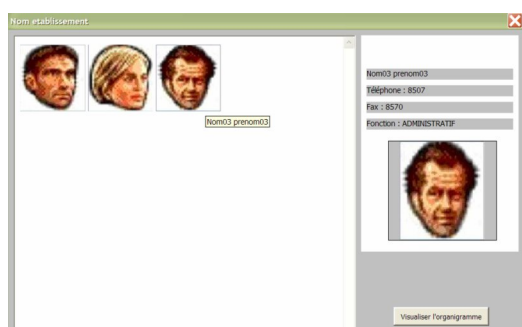 Nom etablissement
Nom03 prenom03
Nom03 prenom03
Téléphone : 8507
Fax : 8570
Fonction : ADMINISTRATIF
Visualiser l'organigramme